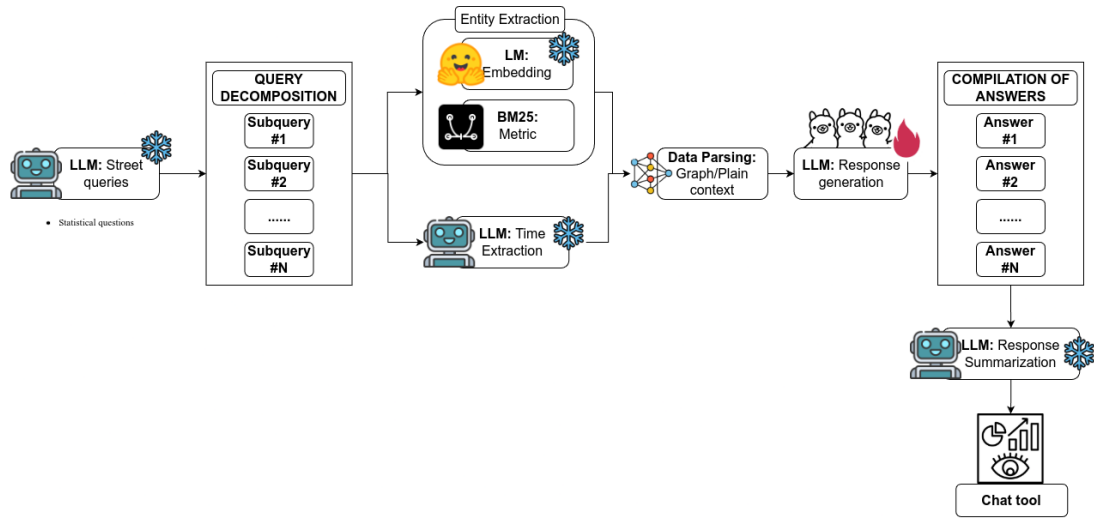 LLM: Street
queries
• Statistical questions
QUERY
DECOMPOSITION
Subquery
#1
Subquery
#2
......
Subquery
#N
Entity Extraction
LM:
Embedding
BM25:
Metric
LLM: Time
Extraction
Data Parsing:
Graph/Plain
context
LLM: Response
generation
COMPILATION OF
ANSWERS
Answer
#1
Answer
#2
......
Answer
#N
LLM: Response
Summarization
Chat tool